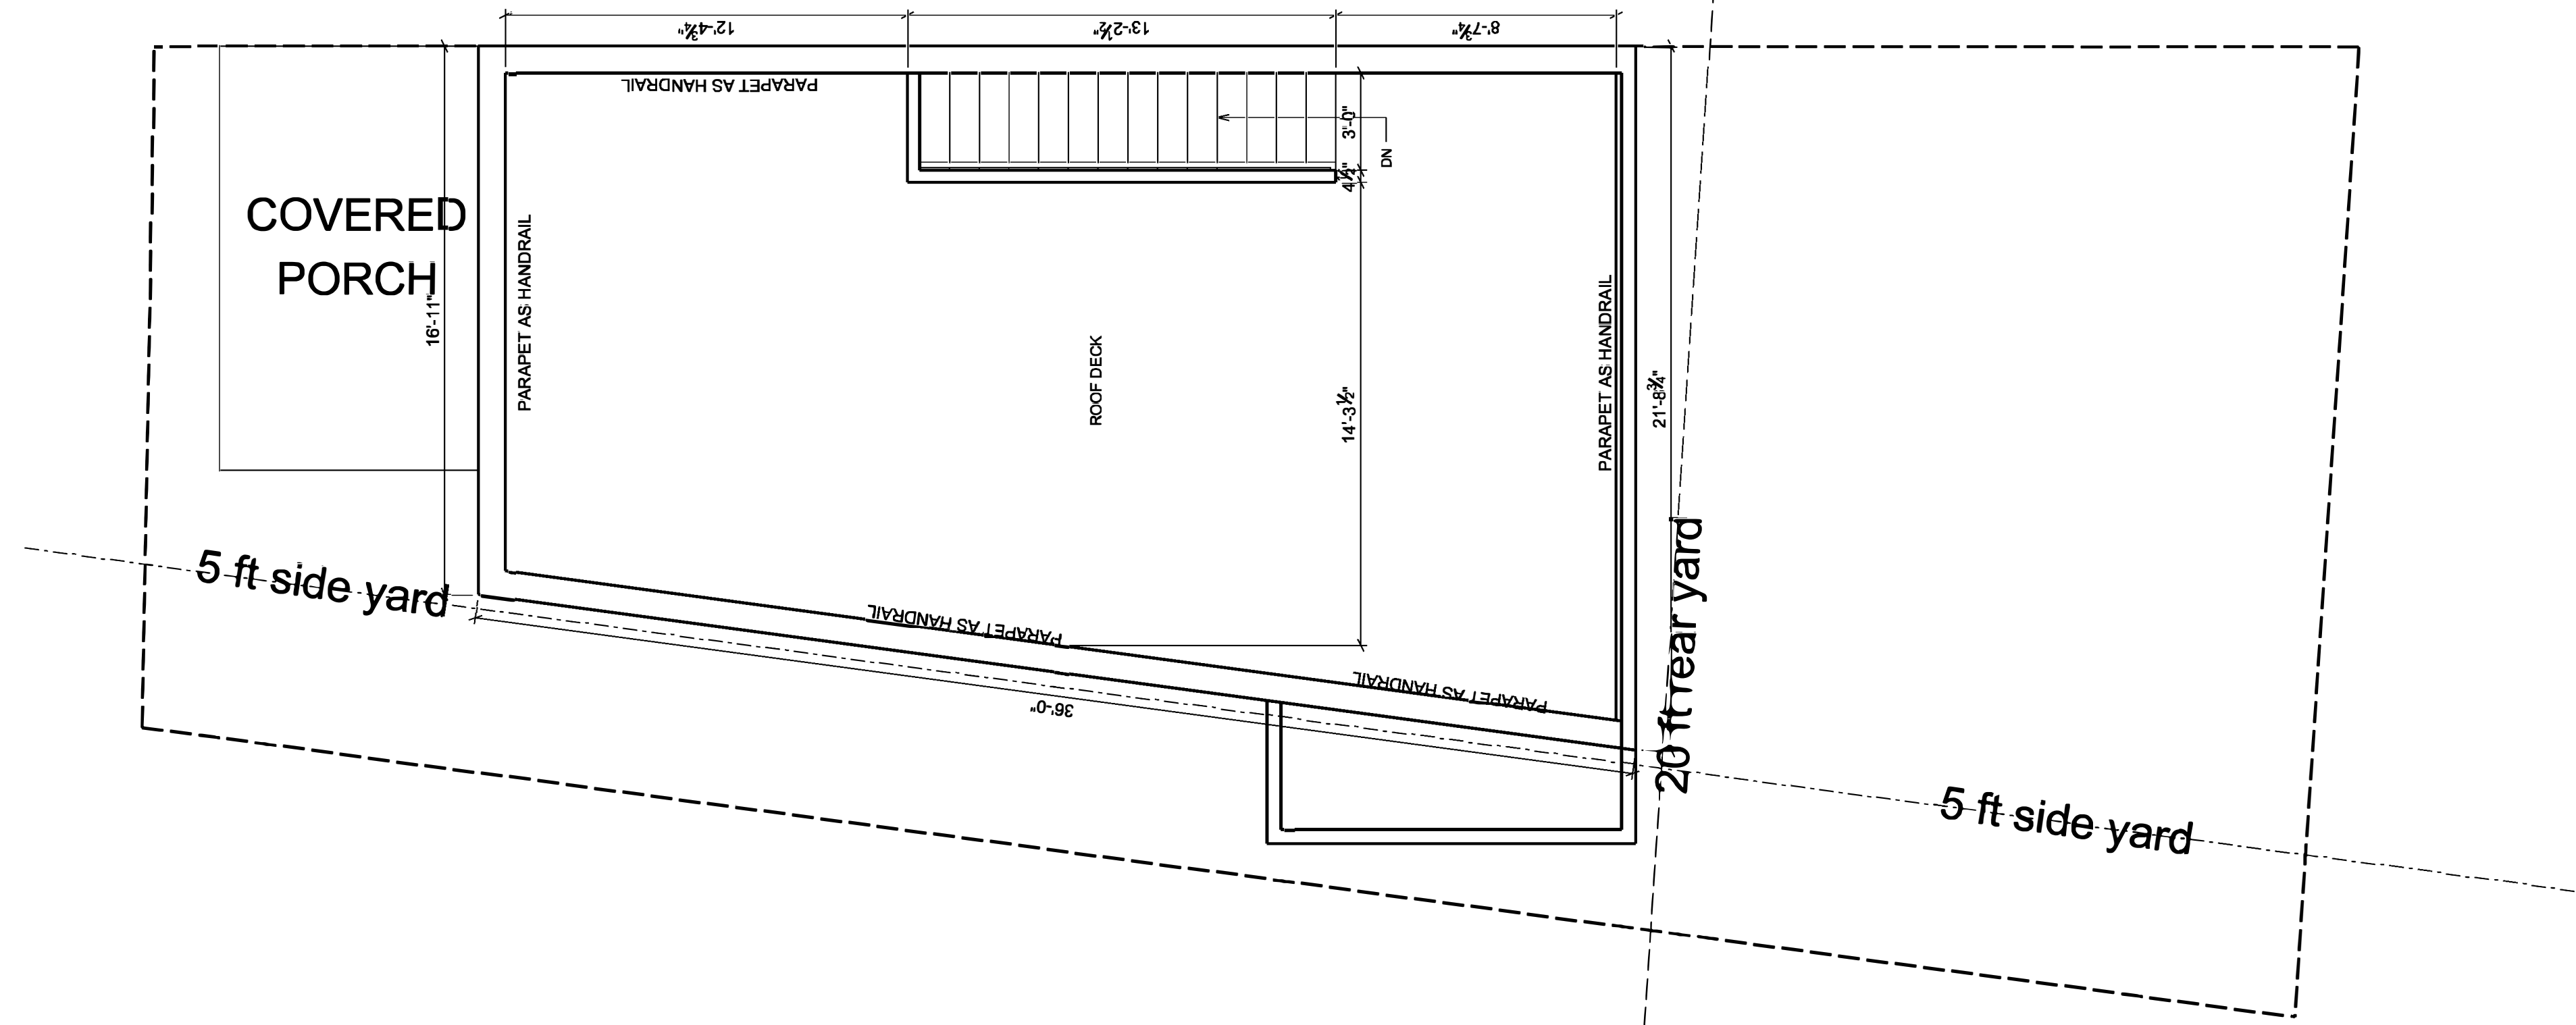 12'-4¾"
13'-2½"
8'-7¾"
PARAPET AS HANDRAIL
3'-0"
DN
4½"
COVERED
PORCH
16'-11"
PARAPET AS HANDRAIL
ROOF DECK
14'-3½"
PARAPET AS HANDRAIL
21'-8¾"
5 ft side yard
PARAPET AS HANDRAIL
PARAPET AS HANDRAIL
36'-0"
20 ft rear yard
5 ft side yard